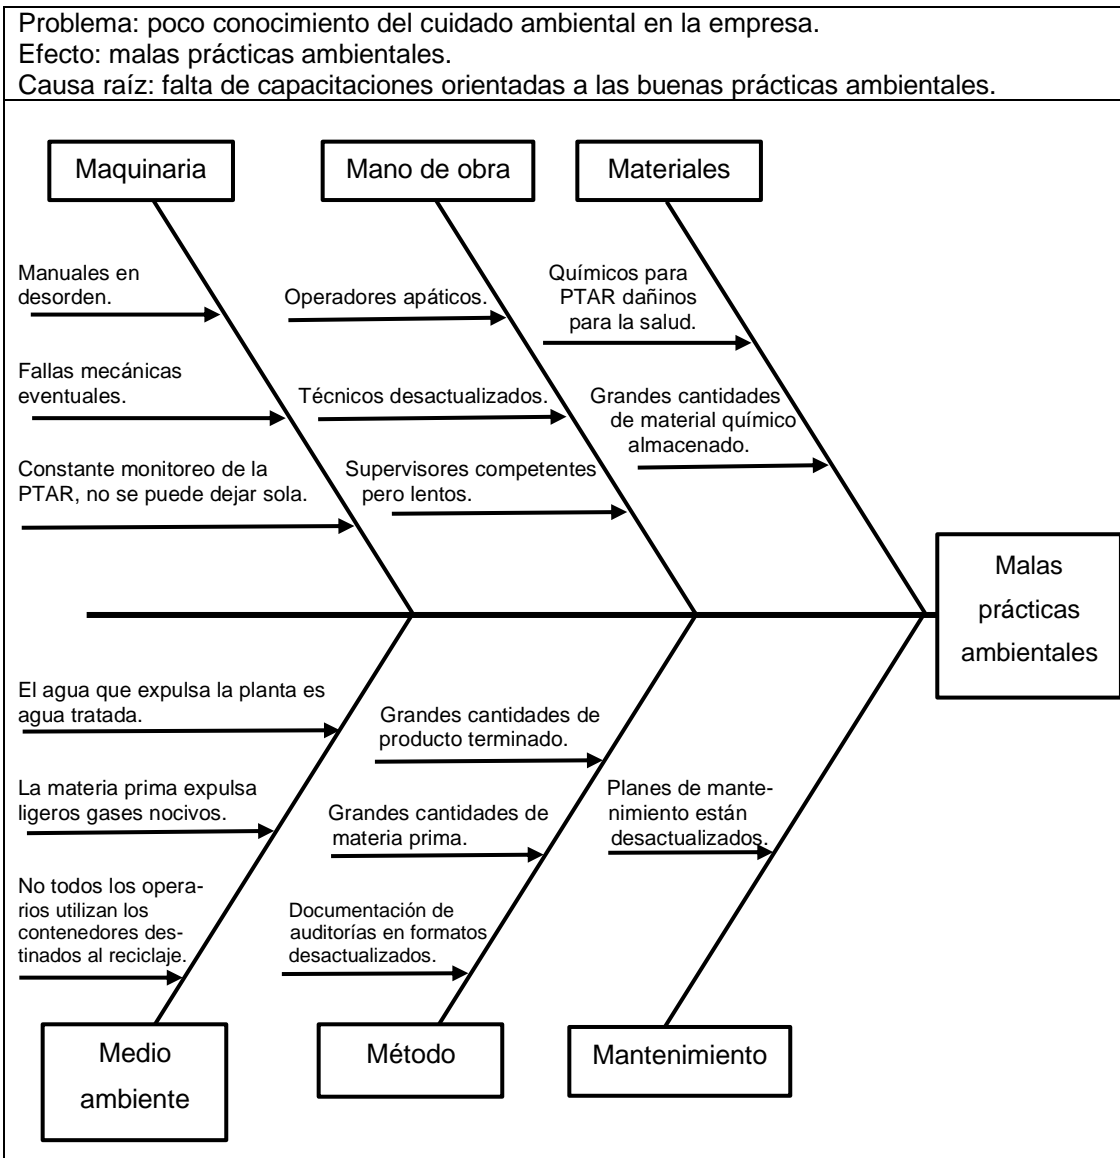 Problema: poco conocimiento del cuidado ambiental en la empresa.
Efecto: malas prácticas ambientales.
Causa raíz: falta de capacitaciones orientadas a las buenas prácticas ambientales.
Maquinaria
Mano de obra
Materiales
Manuales en
desorden.
Fallas mecánicas
eventuales.
Constante monitoreo de la
PTAR, no se puede dejar sola.
Operadores apáticos.
Técnicos desactualizados.
Supervisores competentes
pero lentos.
Químicos para
PTAR dañinos
para la salud.
Grandes cantidades
de material químico
almacenado.
Malas
prácticas
ambientales
El agua que expulsa la planta es
agua tratada.
La materia prima expulsa
ligeros gases nocivos.
No todos los opera-
rios utilizan los
contenedores des-
tinados al reciclaje.
Grandes cantidades de
producto terminado.
Grandes cantidades de
materia prima.
Documentación de
auditorías en formatos
desactualizados.
Planes de mante-
nimiento están
desactualizados.
Medio
ambiente
Método
Mantenimiento